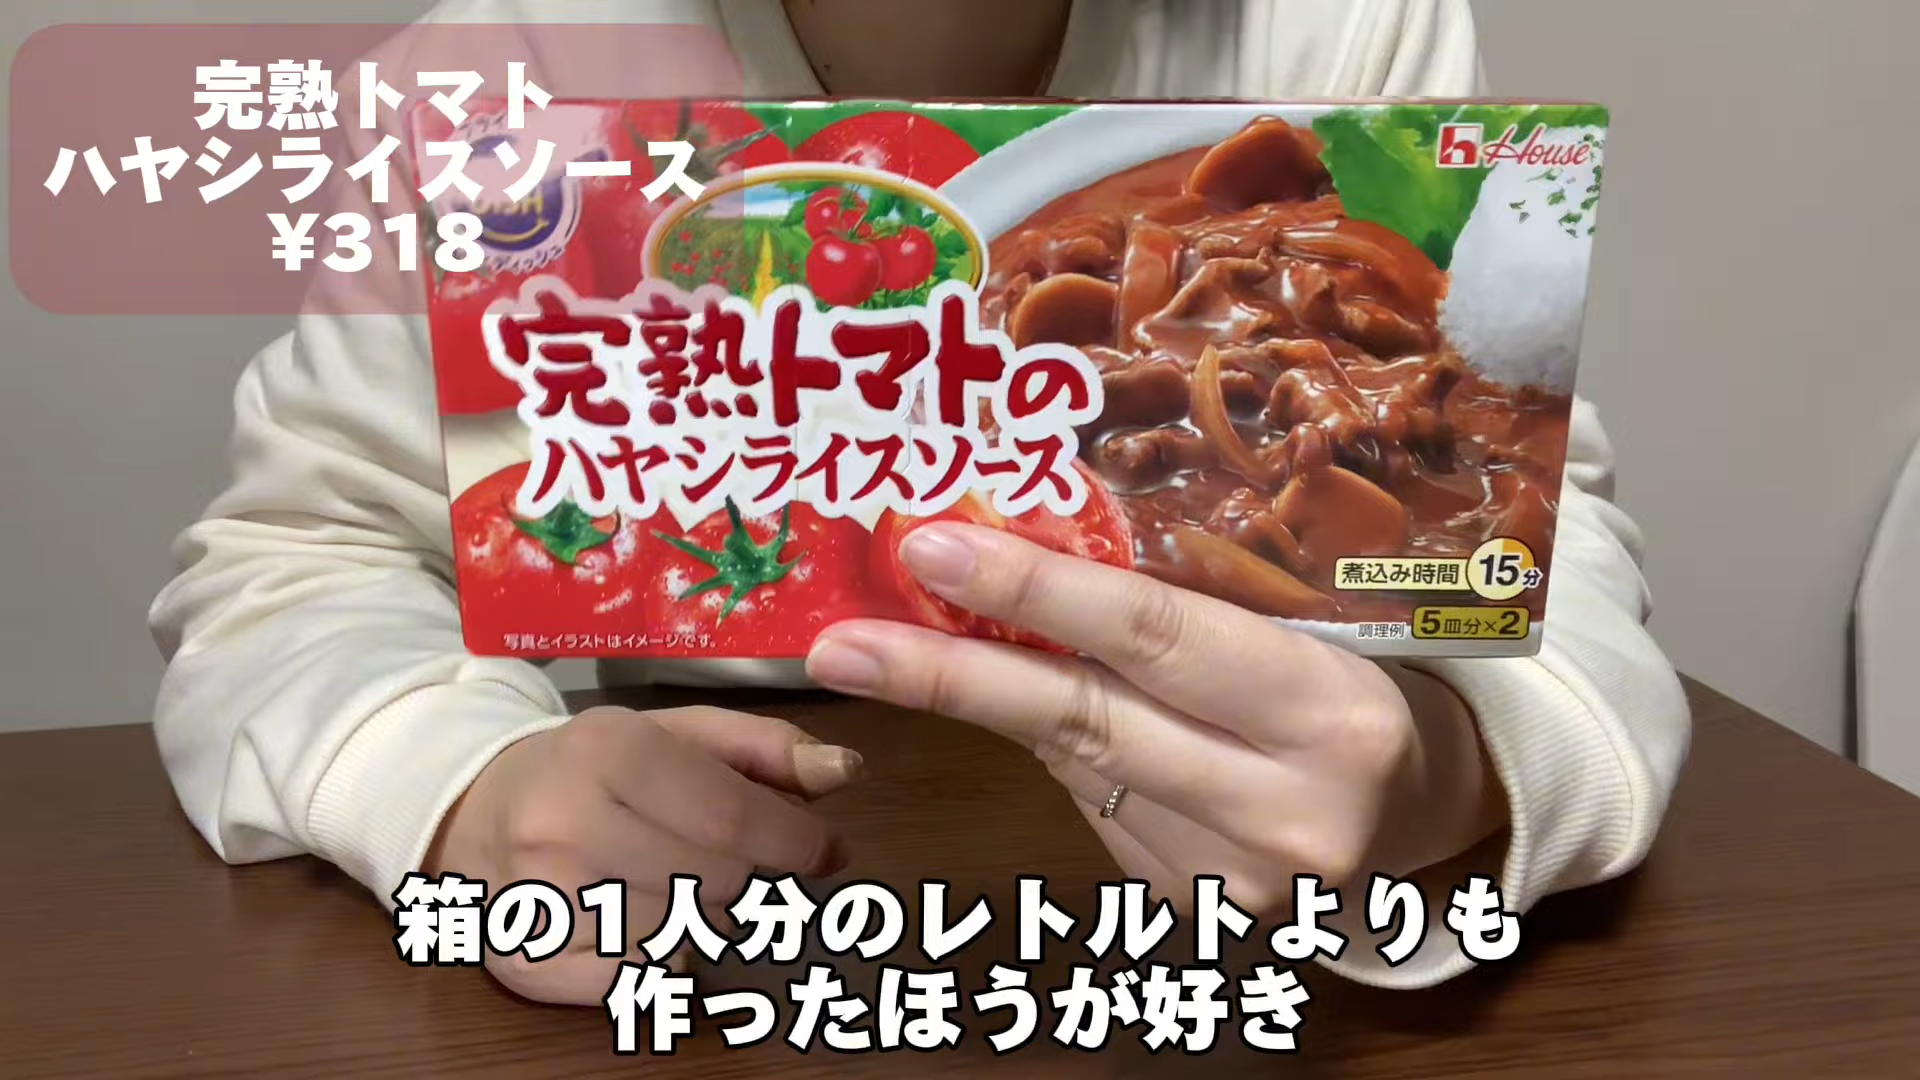 完熟トマト
ハヤシライスソース
¥318
House
完熟トマトの
ハヤシライスソース
煮込み時間 15分
調理例 5皿分×2
写真とイラストはイメージです。
箱の1人分のレトルトよりも
作ったほうが好き